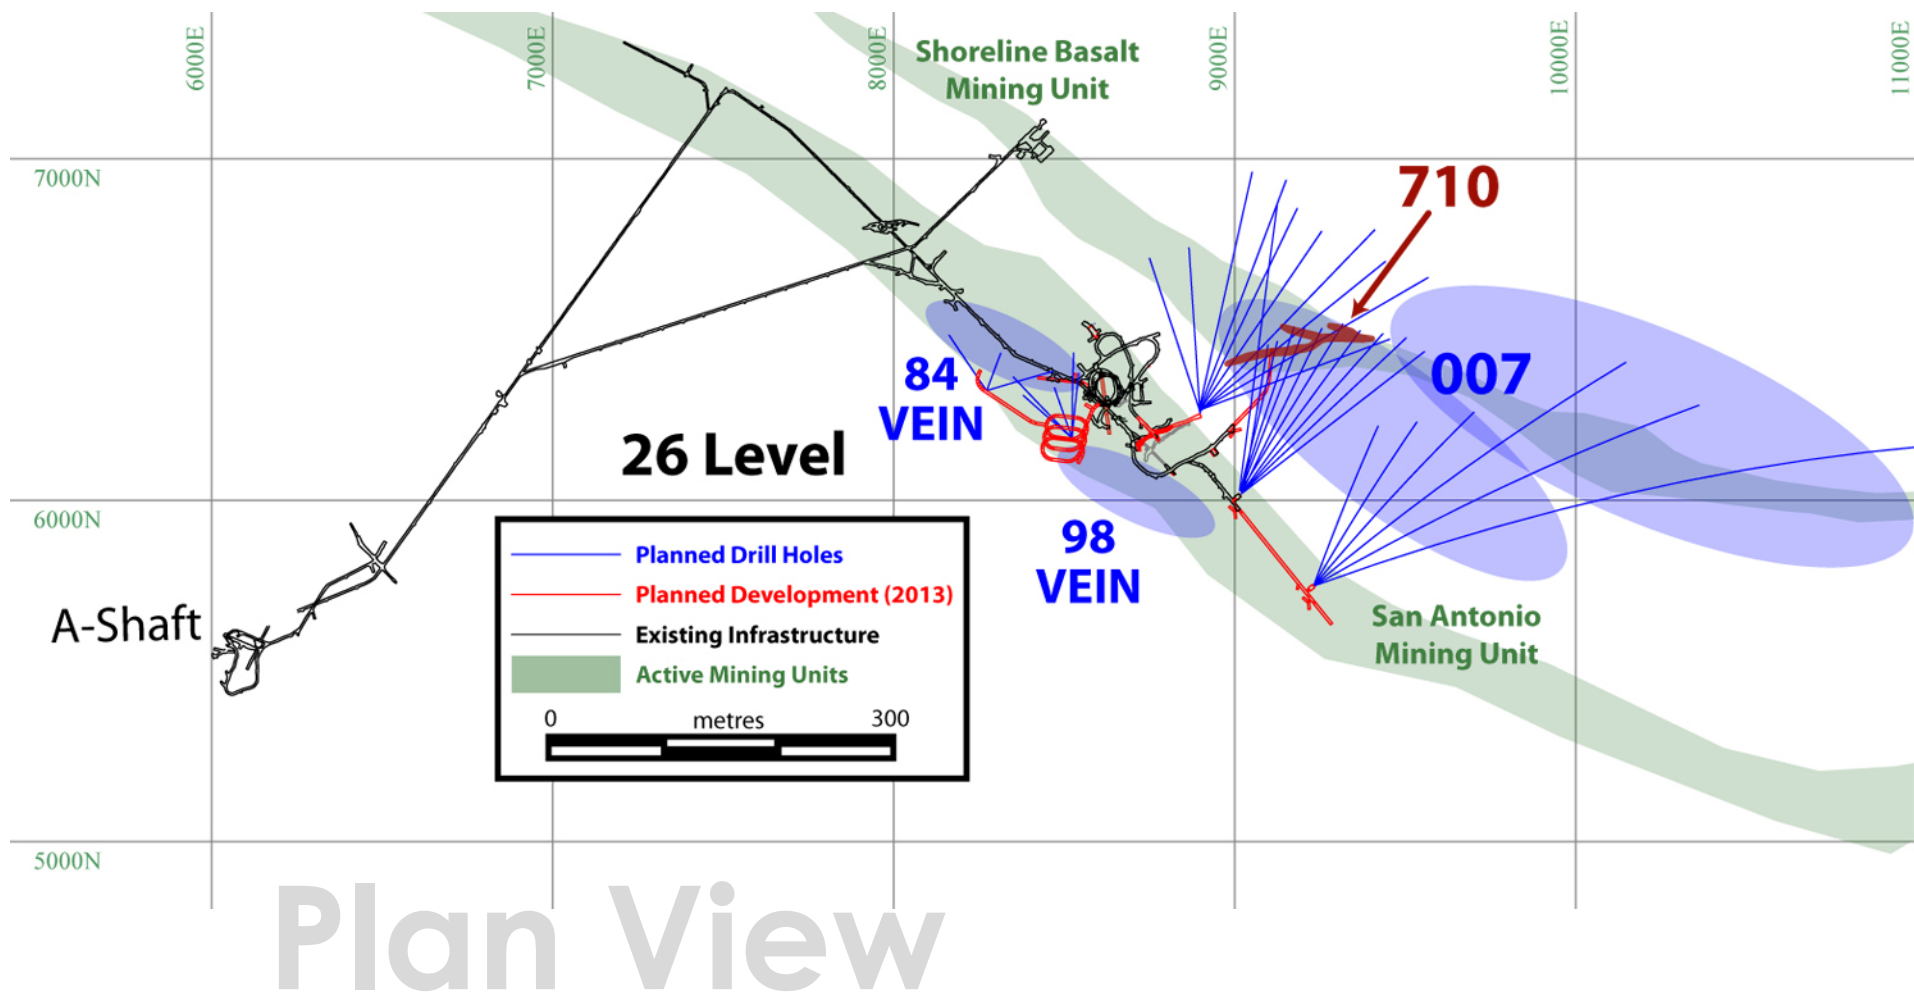 6000E
7000E
8000E
9000E
10000E
11000E
Shoreline Basalt
Mining Unit
7000N
710
84
VEIN
007
26 Level
6000N
98
VEIN
Planned Drill Holes
Planned Development (2013)
Existing Infrastructure
Active Mining Units
0 metres 300
A-Shaft
San Antonio
Mining Unit
5000N
Plan View